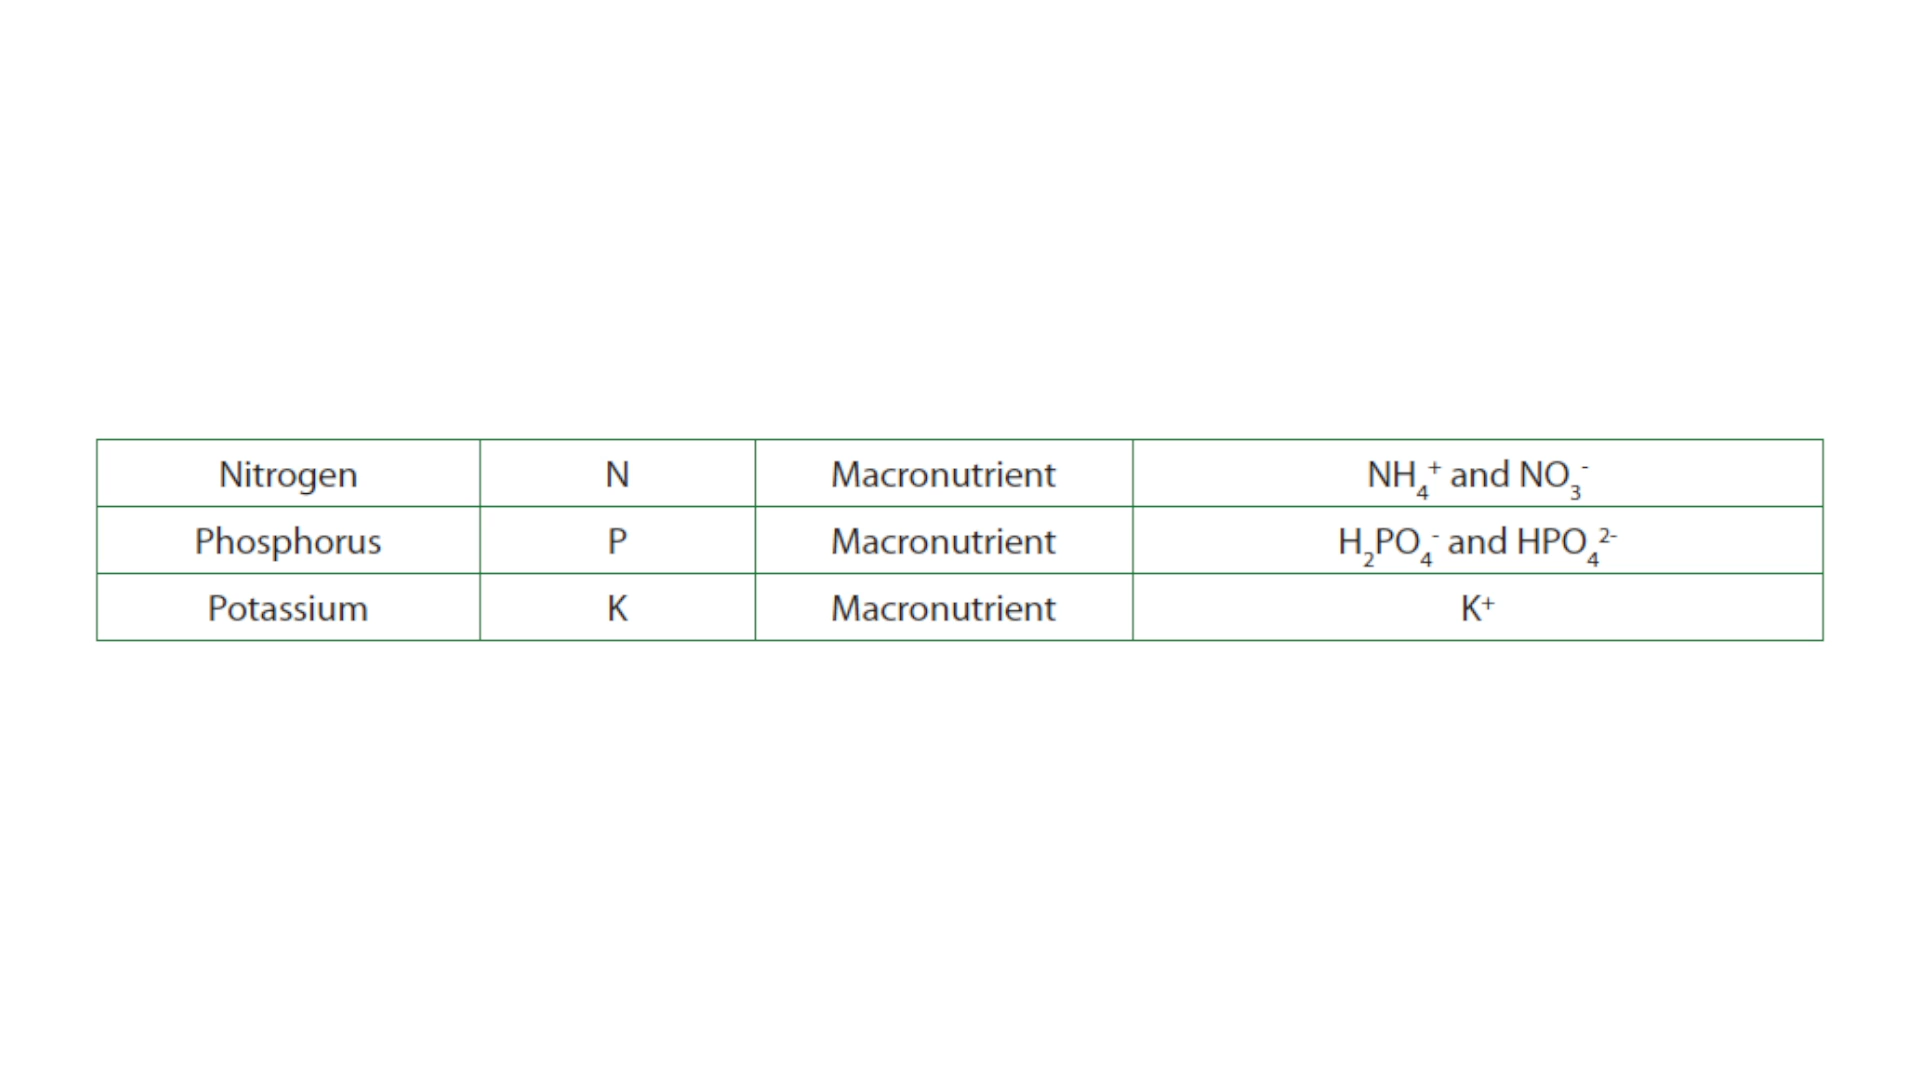 Nitrogen N Macronutrient NH₄⁺ and NO₃⁻
Phosphorus P Macronutrient H₂PO₄⁻ and HPO₄²⁻
Potassium K Macronutrient K⁺